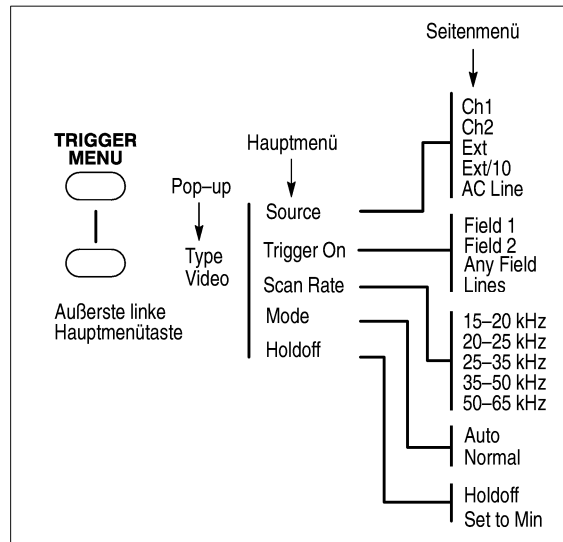 Seitenmenü
Ch1
Ch2
Ext
Ext/10
AC Line
TRIGGER
MENU
Hauptmenü
Pop–up
Source
Trigger On
Scan Rate
Mode
Holdoff
Type
Video
Außerste linke
Hauptmenütaste
Field 1
Field 2
Any Field
Lines
15–20 kHz
20–25 kHz
25–35 kHz
35–50 kHz
50–65 kHz
Auto
Normal
Holdoff
Set to Min